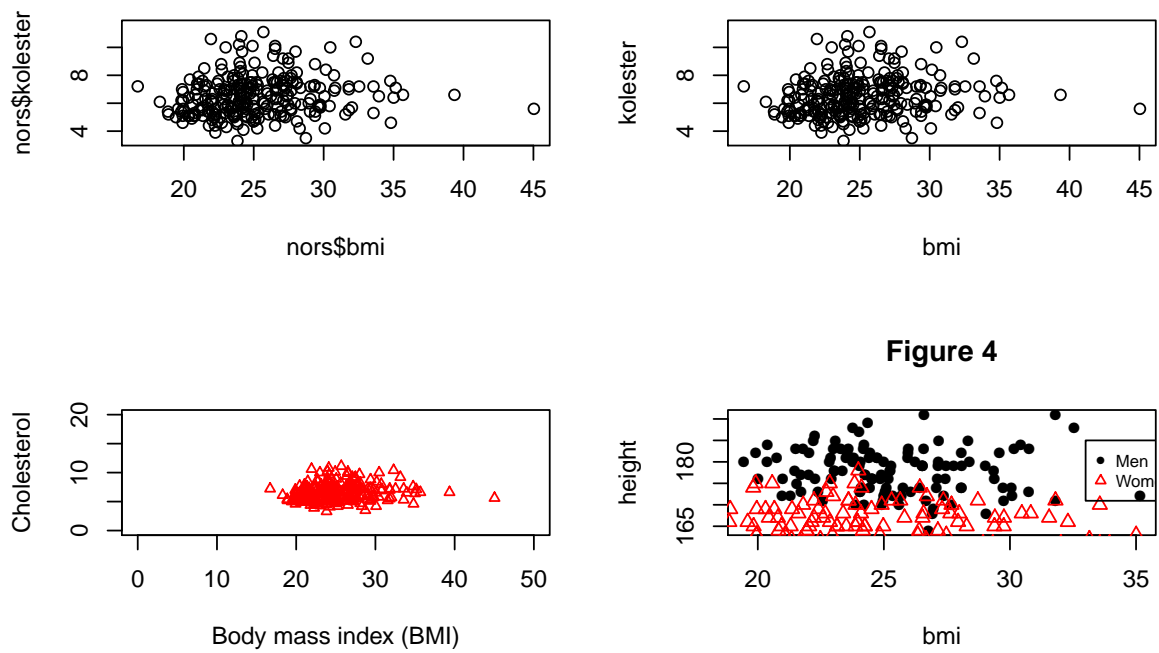 nors$kolester
4 8
20 25 30 35 40 45
nors$bmi
kolester
4 8
20 25 30 35 40 45
bmi
Cholesterol
0 10 20
0 10 20 30 40 50
Body mass index (BMI)
Figure 4
height
165 180
Men
Wom
20 25 30 35
bmi